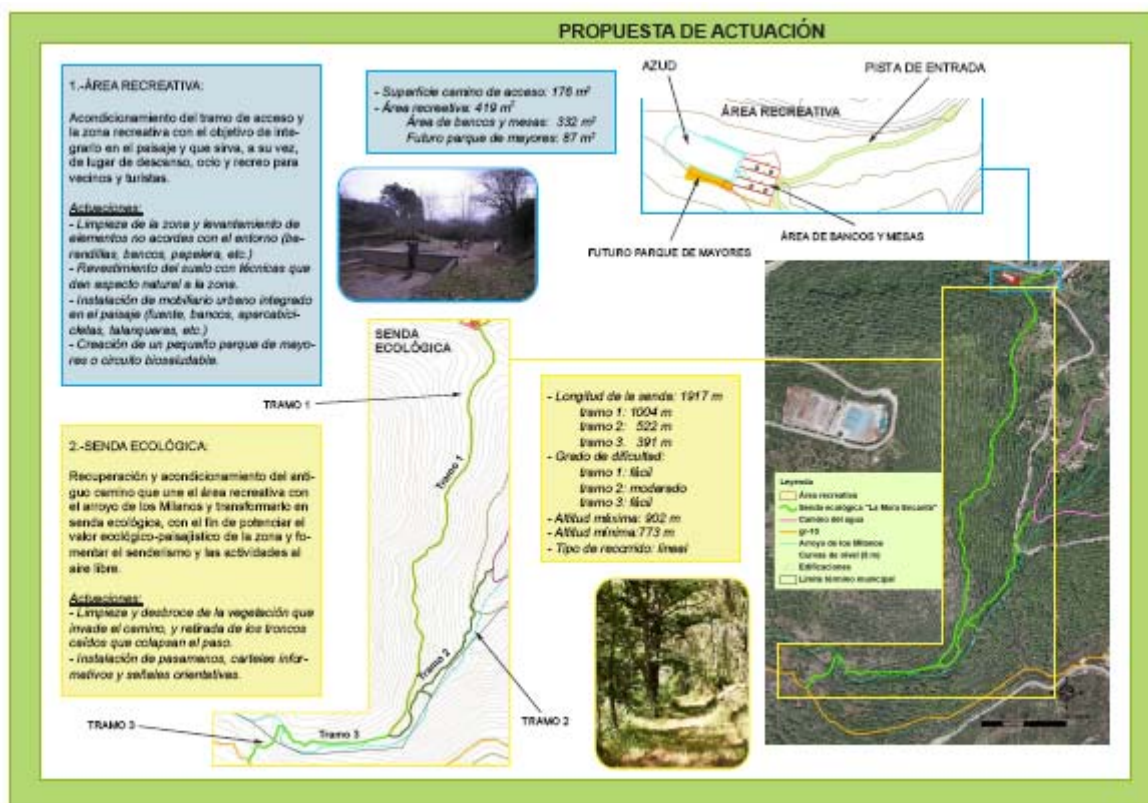 PROPUESTA DE ACTUACIÓN
1.-ÁREA RECREATIVA:
Acondicionamiento del tramo de acceso y
la zona recreativa con el objetivo de inte-
grarlo en el paisaje y que sirva, a su vez,
de lugar de descanso, ocio y recreo para
vecinos y turistas.
Actuaciones:
- Limpieza de la zona y levantamiento de
elementos no acordes con el entorno (ba-
randillas, bancos, papelera, etc.)
- Revestimiento del suelo con técnicas que
den aspecto natural a la zona.
- Instalación de mobiliario urbano integrado
en el paisaje (fuente, bancos, aparcabici-
cletas, talanqueras, etc.)
- Creación de un pequeño parque de mayo-
res o circuito biosaludable.
- Superficie camino de acceso: 176 m²
- Área recreativa: 419 m²
Área de bancos y mesas: 332 m²
Futuro parque de mayores: 87 m²
AZUD
PISTA DE ENTRADA
ÁREA RECREATIVA
ÁREA DE BANCOS Y MESAS
FUTURO PARQUE DE MAYORES
SENDA
ECOLÓGICA
TRAMO 1
Tramo 1
2.-SENDA ECOLÓGICA:
Recuperación y acondicionamiento del anti-
guo camino que une el área recreativa con
el arroyo de los Milanos y transformarlo en
senda ecológica, con el fin de potenciar el
valor ecológico-paisajístico de la zona y fo-
mentar el senderismo y las actividades al
aire libre.
Actuaciones:
- Limpieza y desbroce de la vegetación que
invade el camino, y retirada de los troncos
caídos que colapsan el paso.
- Instalación de pasamanos, carteles infor-
mativos y señales orientativas.
- Longitud de la senda: 1917 m
tramo 1: 1004 m
tramo 2: 522 m
tramo 3. 391 m
- Grado de dificultad:
tramo 1: fácil
tramo 2: moderado
tramo 3: fácil
- Altitud máxima: 902 m
- Altitud mínima:773 m
- Tipo de recorrido: lineal
Tramo 2
TRAMO 2
Tramo 3
TRAMO 3
Leyenda
Área recreativa
Senda ecológica "La Mora Encantá"
Camino del agua
gr-10
Arroyo de los Milanos
Curvas de nivel (5 m)
Edificaciones
Límite término municipal